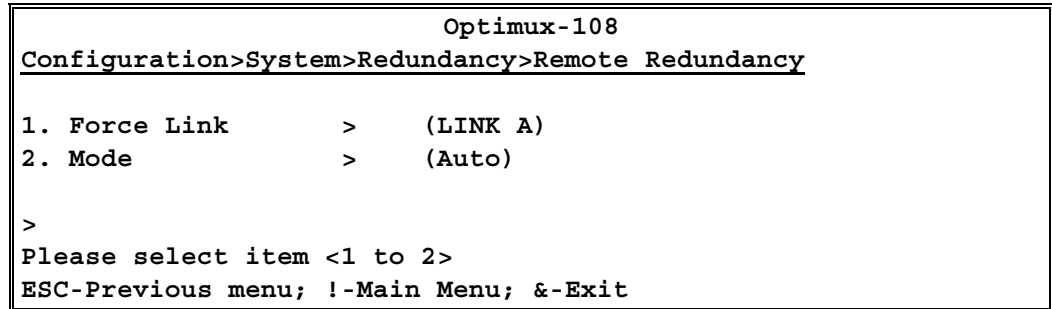 Optimux-108
Configuration>System>Redundancy>Remote Redundancy
1. Force Link > (LINK A)
2. Mode > (Auto)
>
Please select item <1 to 2>
ESC-Previous menu; !-Main Menu; &-Exit